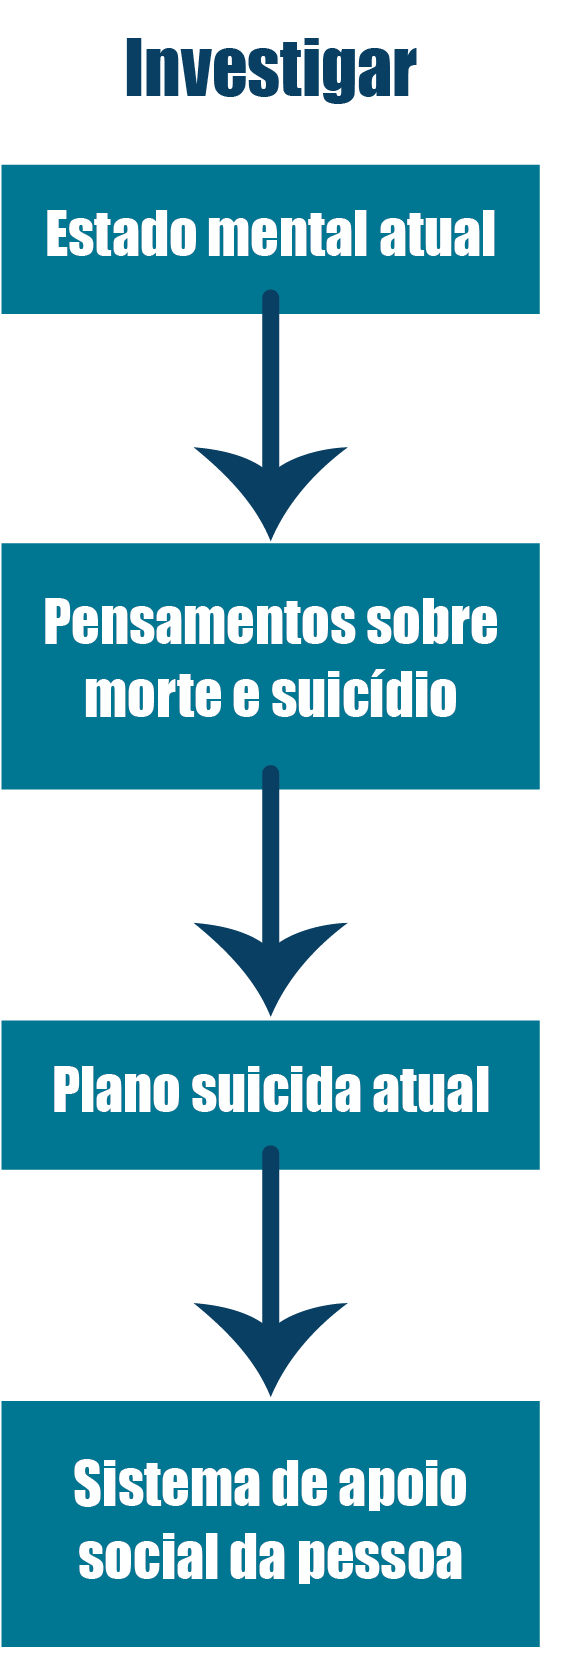 Investigar
Estado mental atual
Pensamentos sobre
morte e suicídio
Plano suicida atual
Sistema de apoio
social da pessoa